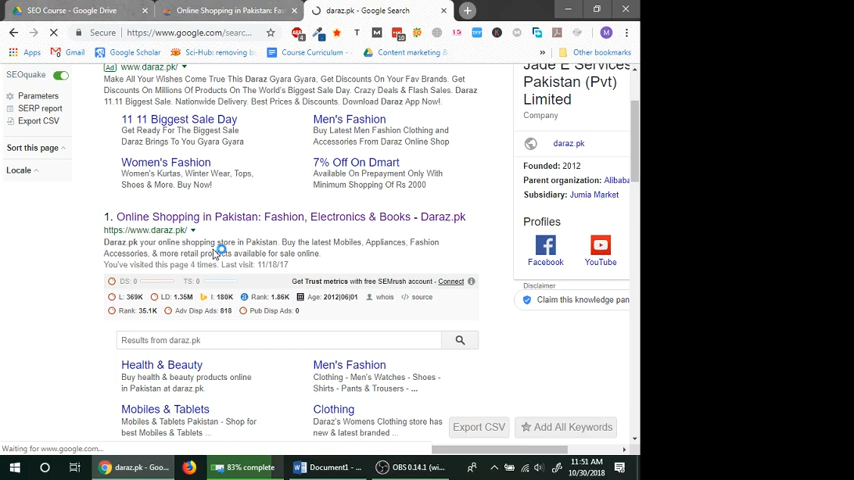 SEO Course - Google Drive
Online Shopping in Pakistan: Fas
daraz.pk - Google Search
Secure
https://www.google.com/searc...
Apps
Gmail
Google Scholar
Sci-Hub: removing b
Course Curriculum -
Content marketing &
Other bookmarks
SEOquake
Parameters
SERP report
Export CSV
Sort this page
Locale
Ad www.daraz.pk/
Make All Your Wishes Come True This Daraz Gyara Gyara, Get Discounts On Your Fav Brands. Get
Discounts On Millions Of Products On The World's Biggest Sale Day. Crazy Deals & Flash Sales. Daraz
11.11 Biggest Sale. Nationwide Delivery. Best Prices & Discounts. Download Daraz App Now!.
11 11 Biggest Sale Day
Get Ready For The Biggest Sale
Daraz Brings To You Gyara Gyara
Men's Fashion
Buy Latest Men Fashion Clothing and
Accessories From Daraz Online Shop
Women's Fashion
Women's Kurtas, Winter Wear, Tops,
Shoes & More. Buy Now!
7% Off On Dmart
Available On Prepayment Only With
Minimum Shopping Of Rs 2000
1. Online Shopping in Pakistan: Fashion, Electronics & Books - Daraz.pk
https://www.daraz.pk/
Daraz.pk your online shopping store in Pakistan. Buy the latest Mobiles, Appliances, Fashion
Accessories, & more retail products available for sale online.
You've visited this page 4 times. Last visit: 11/18/17
DS: 0
TS: 0
Get Trust metrics with free SEMrush account - Connect
L: 369K
LD: 1.35M
I: 180K
Rank: 1.86K
Age: 2012|06|01
whois
source
Rank: 35.1K
Adv Disp Ads: 818
Pub Disp Ads: 0
Results from daraz.pk
Health & Beauty
Buy health & beauty products online
in Pakistan at daraz.pk.
Men's Fashion
Clothing - Men's Watches - Shoes -
Shirts - Pants & Trousers - ...
Mobiles & Tablets
Mobiles & Tablets Pakistan - Shop for
best Mobiles & Tablets ...
Clothing
Daraz's Womens Clothing store has
new & latest branded ...
Export CSV
Add All Keywords
Jade E Services
Pakistan (Pvt)
Limited
Company
daraz.pk
Founded: 2012
Parent organization: Alibaba
Subsidiary: Jumia Market
Profiles
Facebook
YouTube
Disclaimer
Claim this knowledge pan
Waiting for www.google.com...
daraz.pk - Goo...
83% complete
Document1 - ...
OBS 0.14.1 (wi...
11:51 AM
10/30/2018